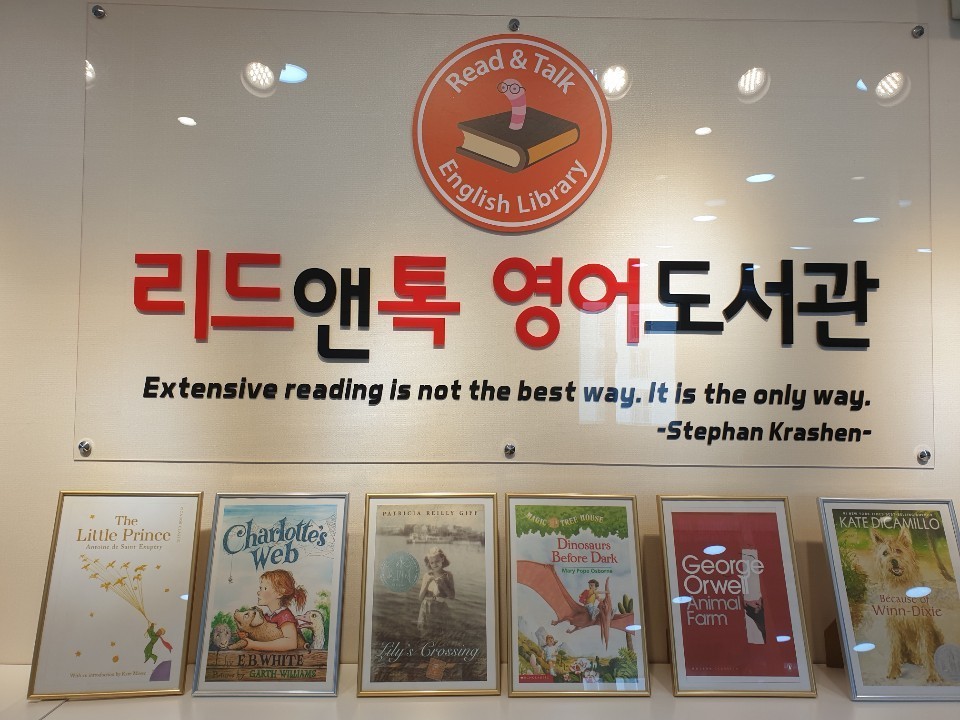 Read & Talk
English Library
리드앤톡 영어도서관
Extensive reading is not the best way. It is the only way.
-Stephan Krashen-
The
Little Prince
Antoine de Saint Exupéry
Charlotte's
Web
E.B. WHITE
Pictures by GARTH WILLIAMS
PATRICIA REILLY GIFF
Lily's Crossing
MAGIC TREE HOUSE
Dinosaurs
Before Dark
Mary Pope Osborne
SCHOLASTIC
George
Orwell
Animal
Farm
KATE DICAMILLO
Because of
Winn-Dixie